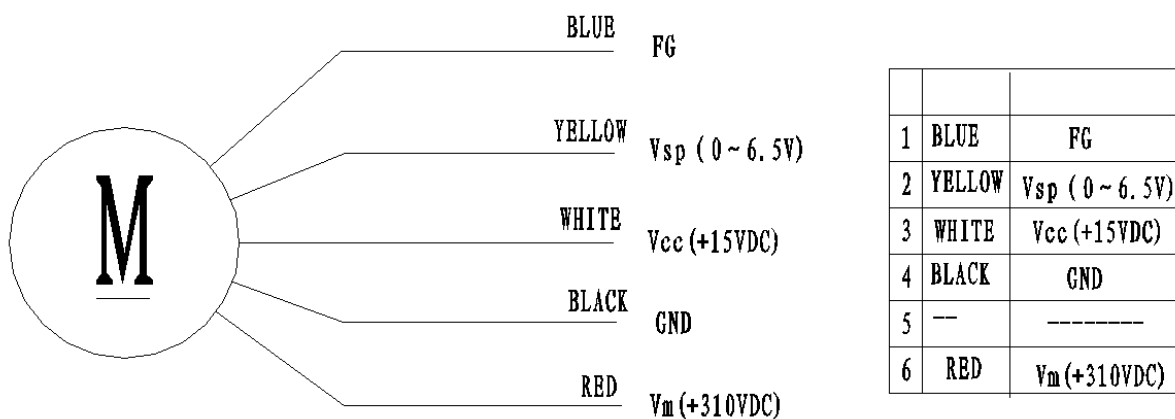 BLUE FG
YELLOW Vsp (0~6.5V)
WHITE Vcc(+15VDC)
BLACK GND
RED Vm(+310VDC)
M
1 BLUE FG
2 YELLOW Vsp (0~6.5V)
3 WHITE Vcc(+15VDC)
4 BLACK GND
5 -- --------
6 RED Vm(+310VDC)